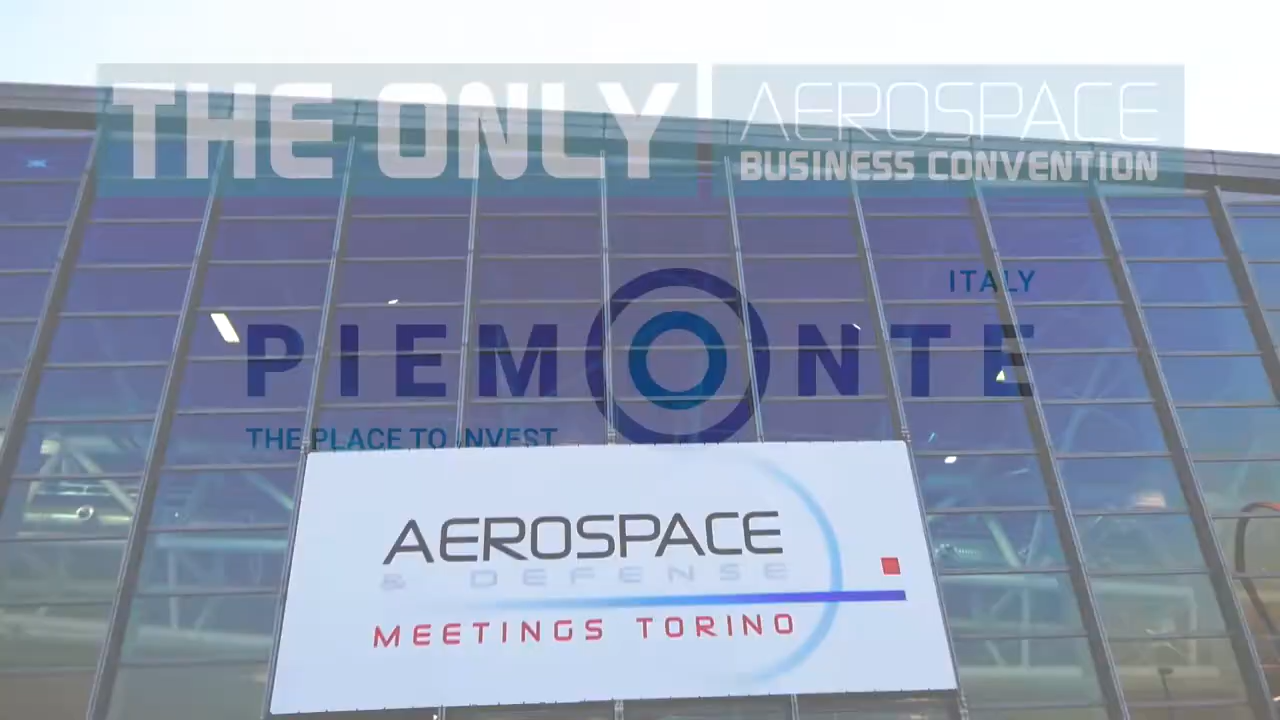 THE ONLY
AEROSPACE
BUSINESS CONVENTION
ITALY
PIEMONTE
THE PLACE TO INVEST
AEROSPACE
& DEFENSE
MEETINGS TORINO